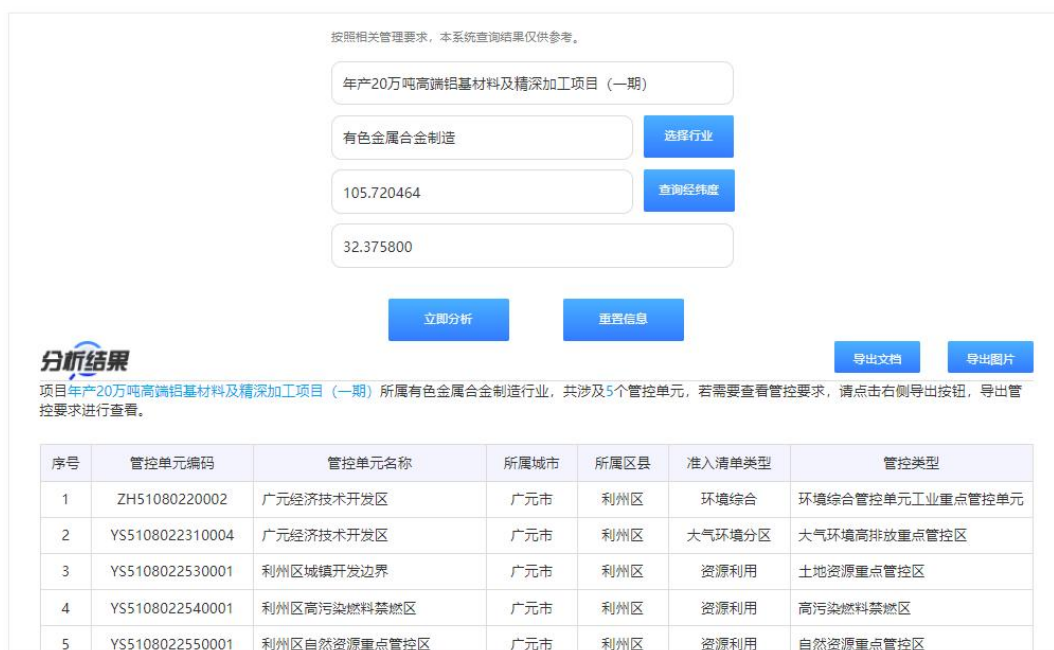 按照相关管理要求，本系统查询结果仅供参考。
年产20万吨高端铝基材料及精深加工项目（一期）
有色金属合金制造 选择行业
105.720464 查询经纬度
32.375800
立即分析 重置信息
分析结果 导出文档 导出图片
项目年产20万吨高端铝基材料及精深加工项目（一期）所属有色金属合金制造行业，共涉及5个管控单元，若需要查看管控要求，请点击右侧导出按钮，导出管
控要求进行查看。
序号 管控单元编码 管控单元名称 所属城市 所属区县 准入清单类型 管控类型
1 ZH51080220002 广元经济技术开发区 广元市 利州区 环境综合 环境综合管控单元工业重点管控单元
2 YS5108022310004 广元经济技术开发区 广元市 利州区 大气环境分区 大气环境高排放重点管控区
3 YS5108022530001 利州区城镇开发边界 广元市 利州区 资源利用 土地资源重点管控区
4 YS5108022540001 利州区高污染燃料禁燃区 广元市 利州区 资源利用 高污染燃料禁燃区
5 YS5108022550001 利州区自然资源重点管控区 广元市 利州区 资源利用 自然资源重点管控区